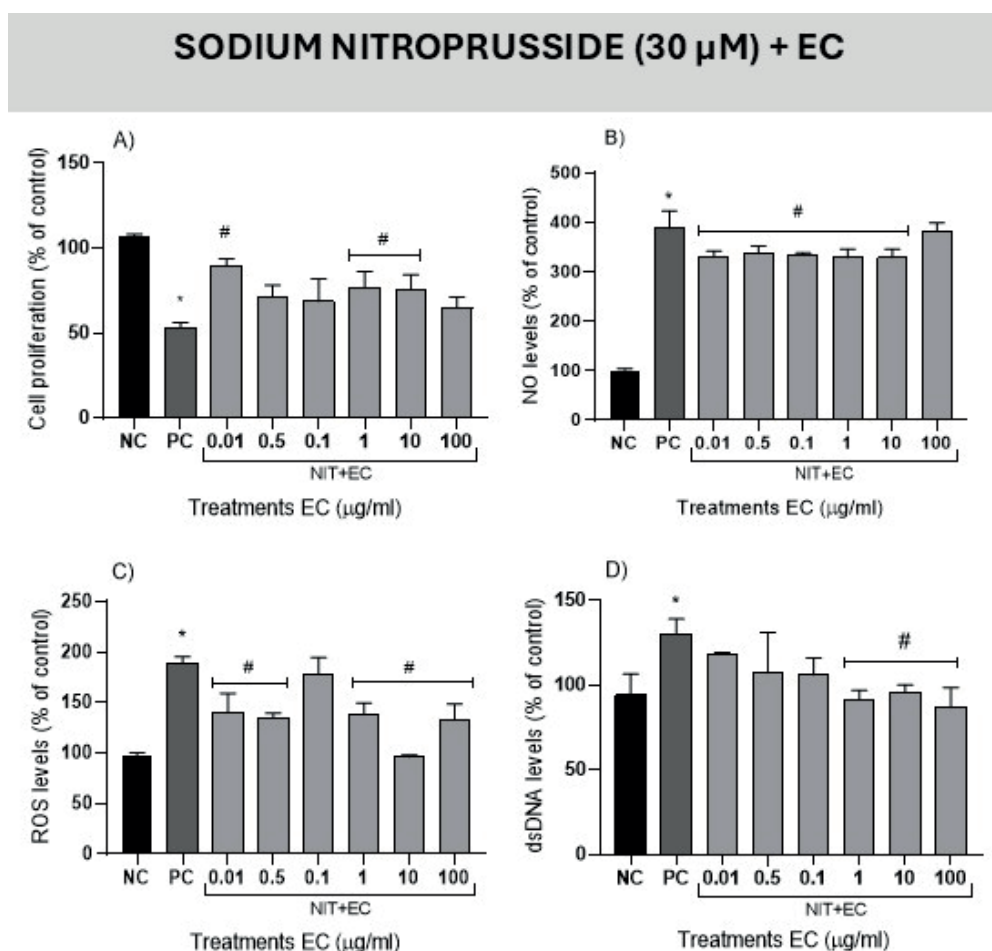 SODIUM NITROPRUSSIDE (30 µM) + EC
A)
Cell proliferation (% of control)
150
100
50
0
*
#
#
NC PC 0.01 0.5 0.1 1 10 100
NIT+EC
Treatments EC (µg/ml)
B)
NO levels (% of control)
500
400
300
200
100
0
*
#
NC PC 0.01 0.5 0.1 1 10 100
NIT+EC
Treatments EC (µg/ml)
C)
ROS levels (% of control)
250
200
150
100
50
0
*
#
#
NC PC 0.01 0.5 0.1 1 10 100
NIT+EC
Treatments EC (µg/ml)
D)
dsDNA levels (% of control)
150
100
50
0
*
#
NC PC 0.01 0.5 0.1 1 10 100
NIT+EC
Treatments EC (µg/ml)